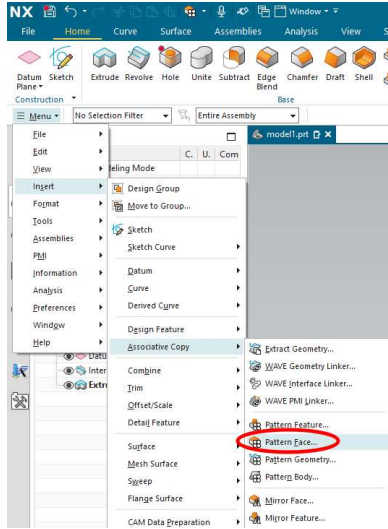 NX Window
File Home Curve Surface Assemblies Analysis View S
Datum Plane Sketch Extrude Revolve Hole Unite Subtract Edge Blend Chamfer Draft Shell
Construction Base
Menu No Selection Filter Entire Assembly
File
model1.prt
Edit
C. U. Com
View
deling Mode
Insert
Design Group
Format
Move to Group...
Tools
Sketch
Assemblies
Sketch Curve
PMI
Information
Datum
Analysis
Curve
Preferences
Derived Curve
Window
Design Feature
Help
Associative Copy
Extract Geometry...
Datu
WAVE Geometry Linker...
Inter
Combine
WAVE Interface Linker...
Extru
Trim
WAVE PMI Linker...
Offset/Scale
Detail Feature
Pattern Feature...
Surface
Pattern Face...
Mesh Surface
Pattern Geometry...
Sweep
Pattern Body...
Flange Surface
Mirror Face...
CAM Data Preparation
Mirror Feature...